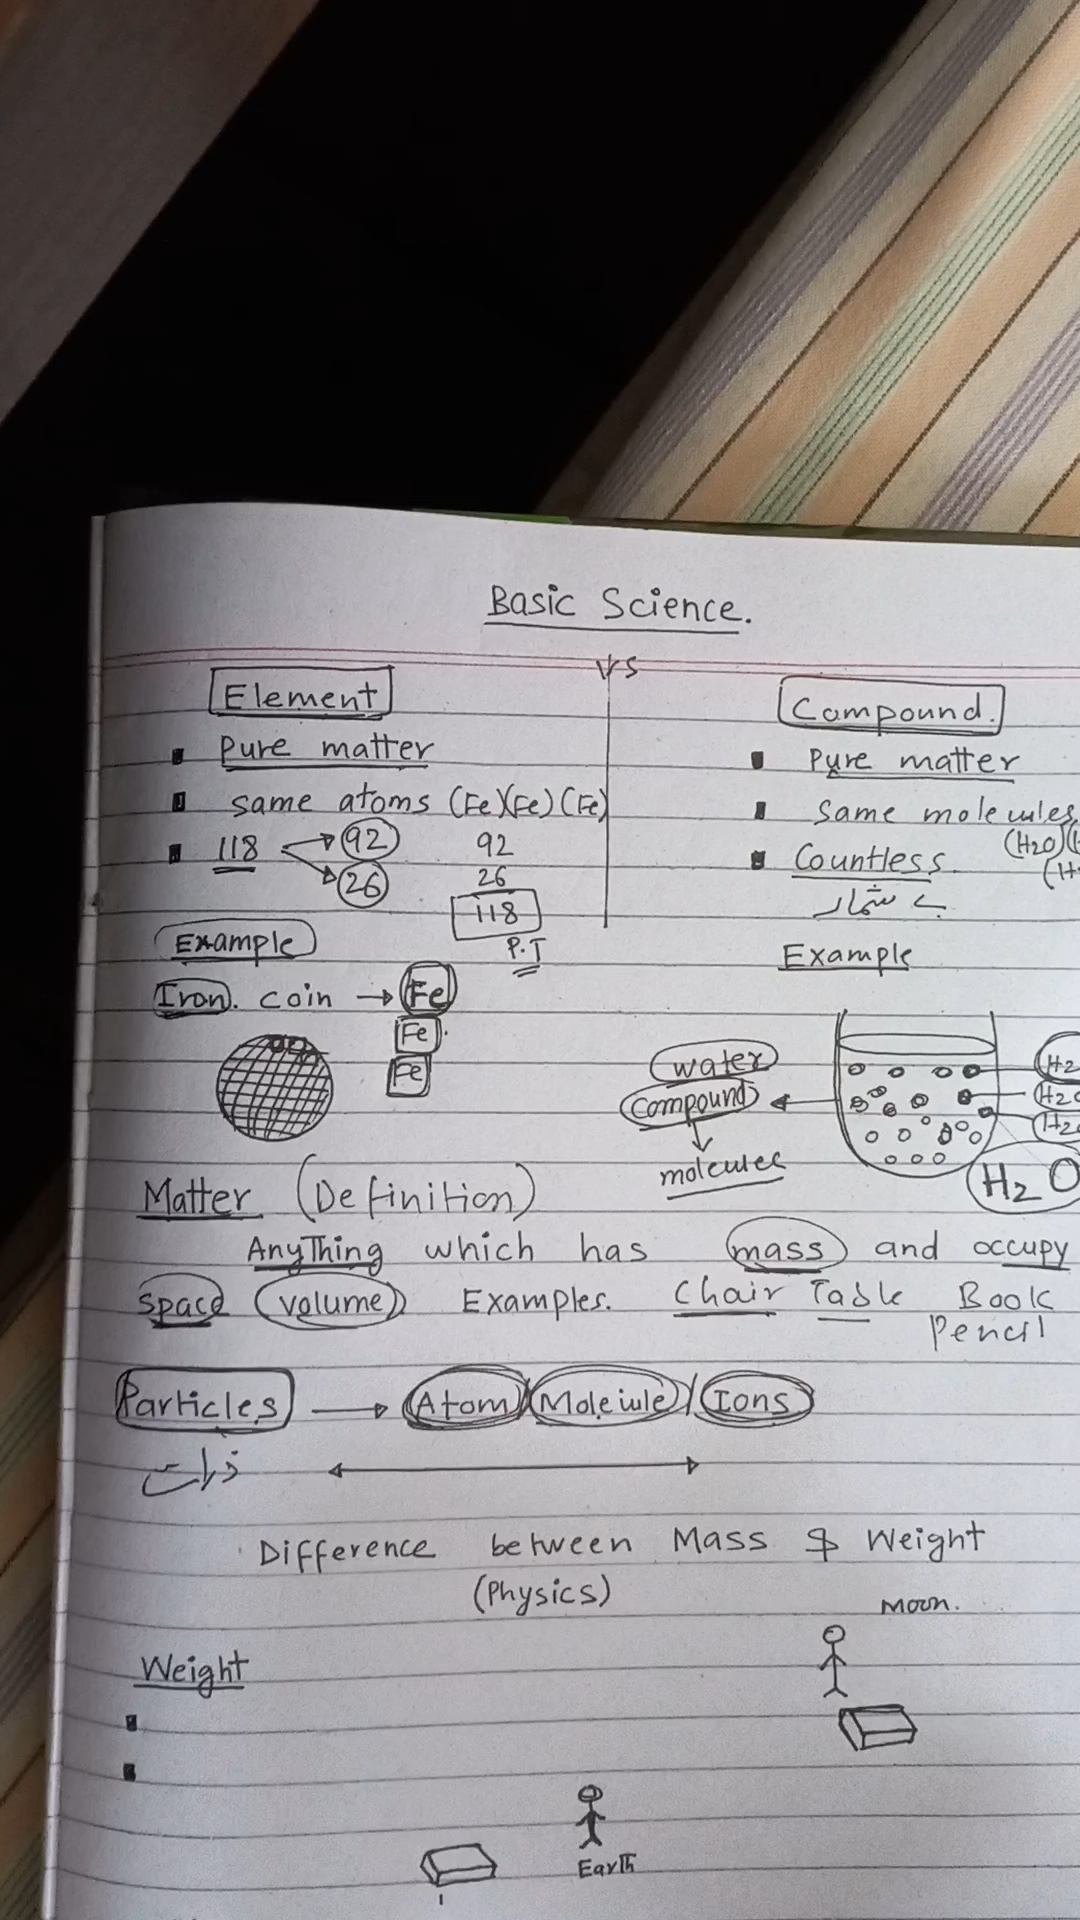 Basic Science.
Element
vs
Compound.
Pure matter
same atoms (Fe)(Fe)(Fe)
118 92
26
92
26
118
P.T
Pure matter
Same molecules
(H2O)
Countless
بے شمار
Example
Iron. coin → Fe
Fe
Fe
Example
water
Compound
molecules
H2
H2O
H2O
H2O
Matter (Definition)
Anything which has mass and occupy
space (volume) Examples. Chair Table Book
Pencil
Particles → Atom/Molecule/Ions
ذرات
Difference between Mass & Weight
(Physics)
Moon.
Weight
Earth